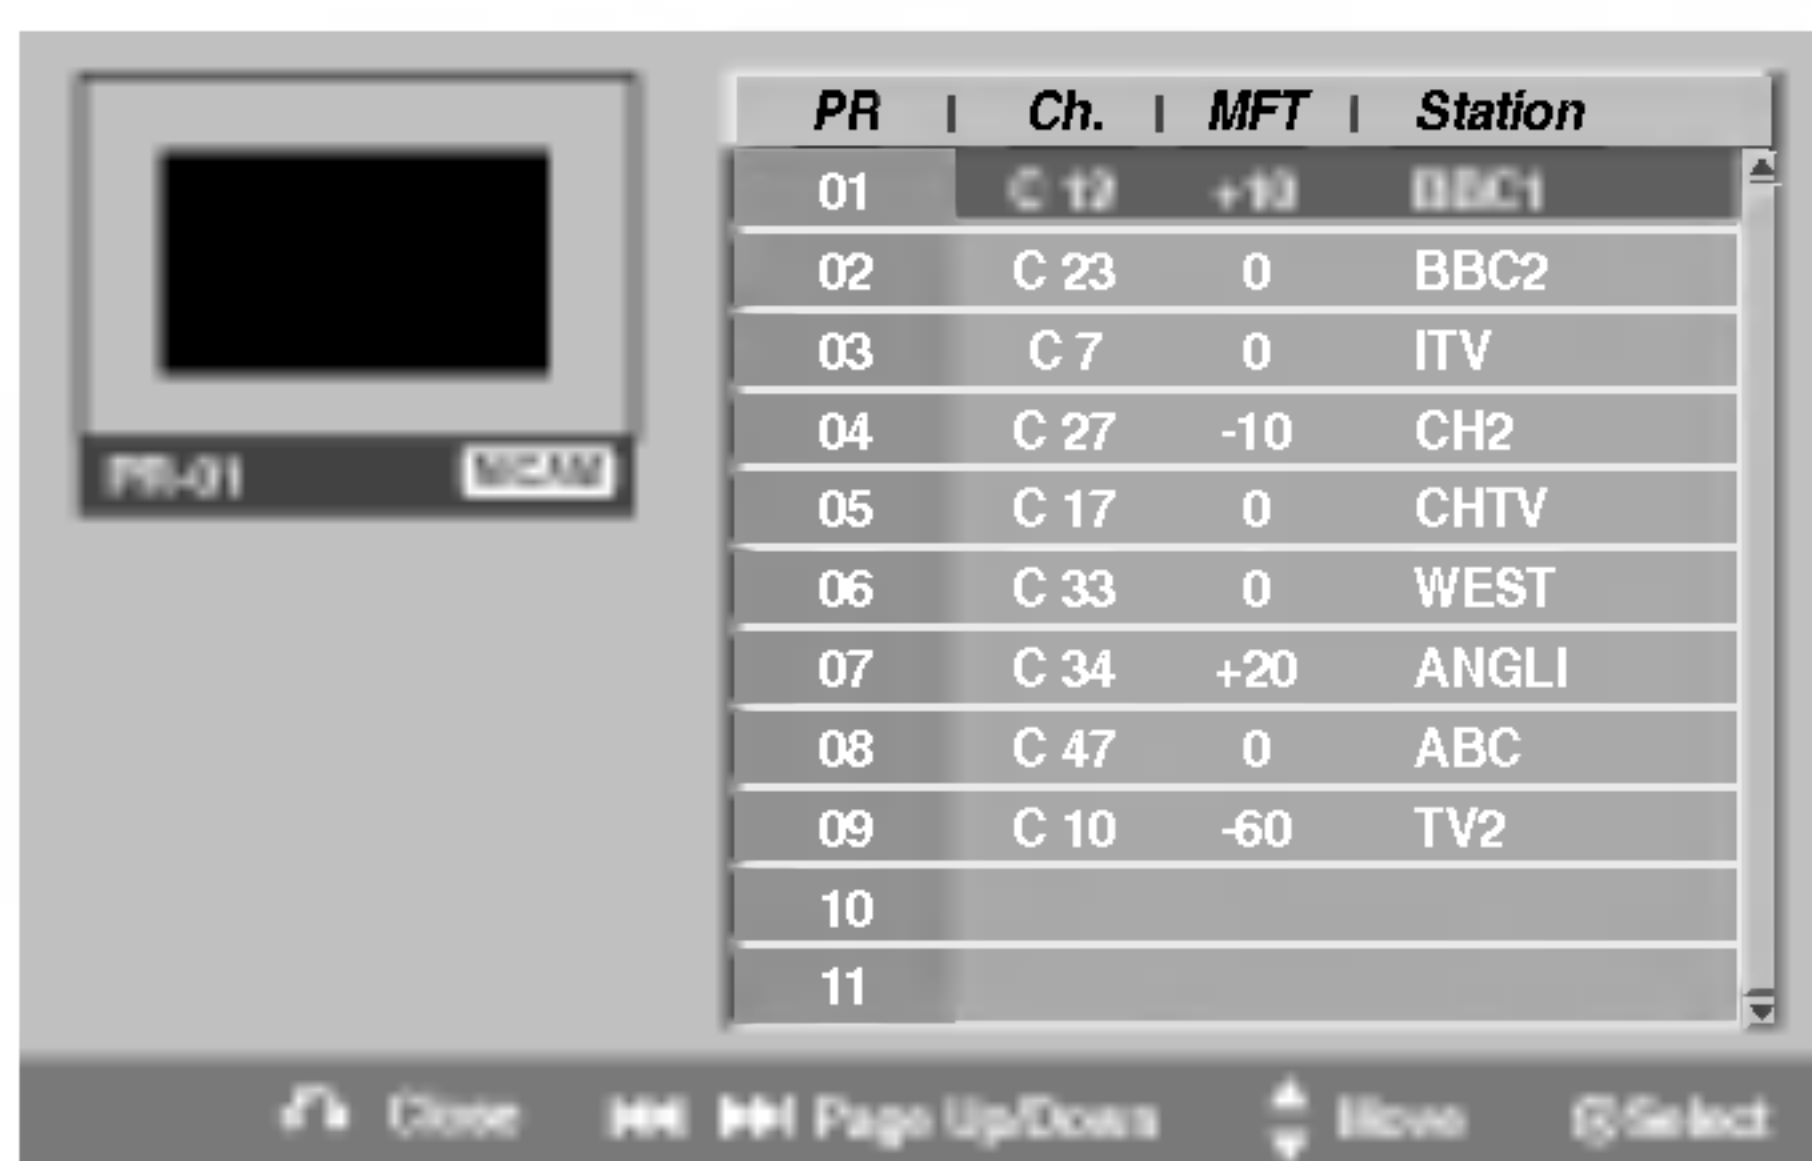 PR | Ch. | MFT | Station
01 BBC1
02 C 23 0 BBC2
03 C 7 0 ITV
04 C 27 -10 CH2
05 C 17 0 CHTV
06 C 33 0 WEST
07 C 34 +20 ANGLI
08 C 47 0 ABC
09 C 10 -60 TV2
10
11
PR-01
Close Page Up/Down Move Select